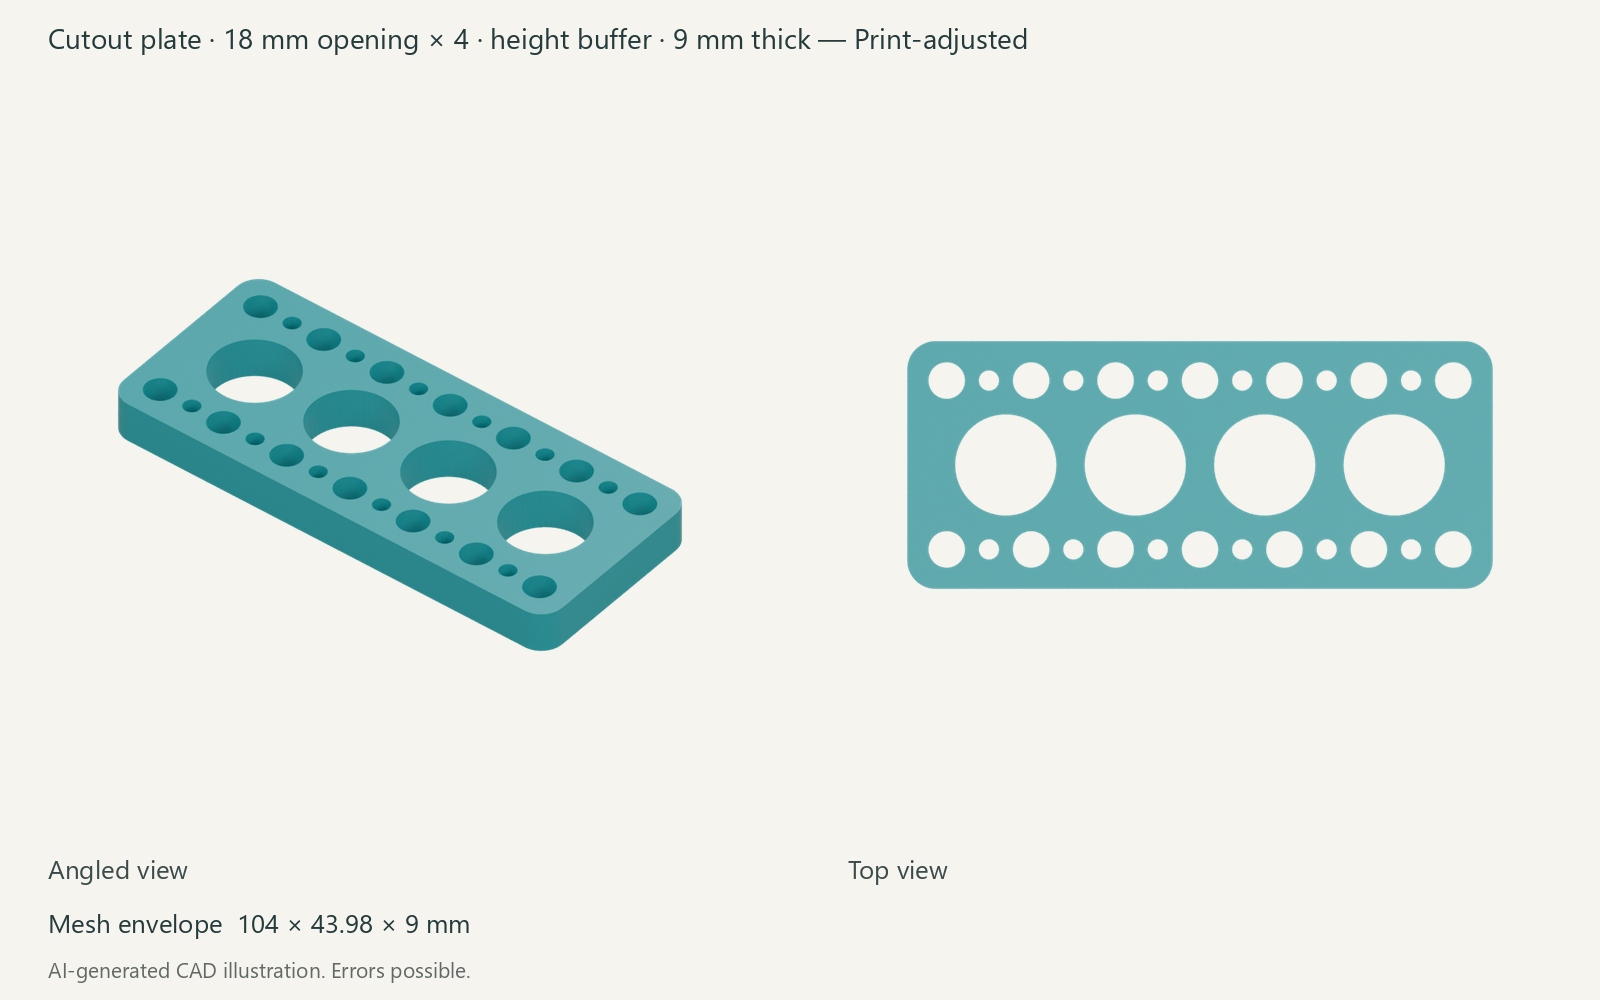 Cutout plate · 18 mm opening × 4 · height buffer · 9 mm thick — Print-adjusted
Angled view
Top view
Mesh envelope 104 × 43.98 × 9 mm
AI-generated CAD illustration. Errors possible.